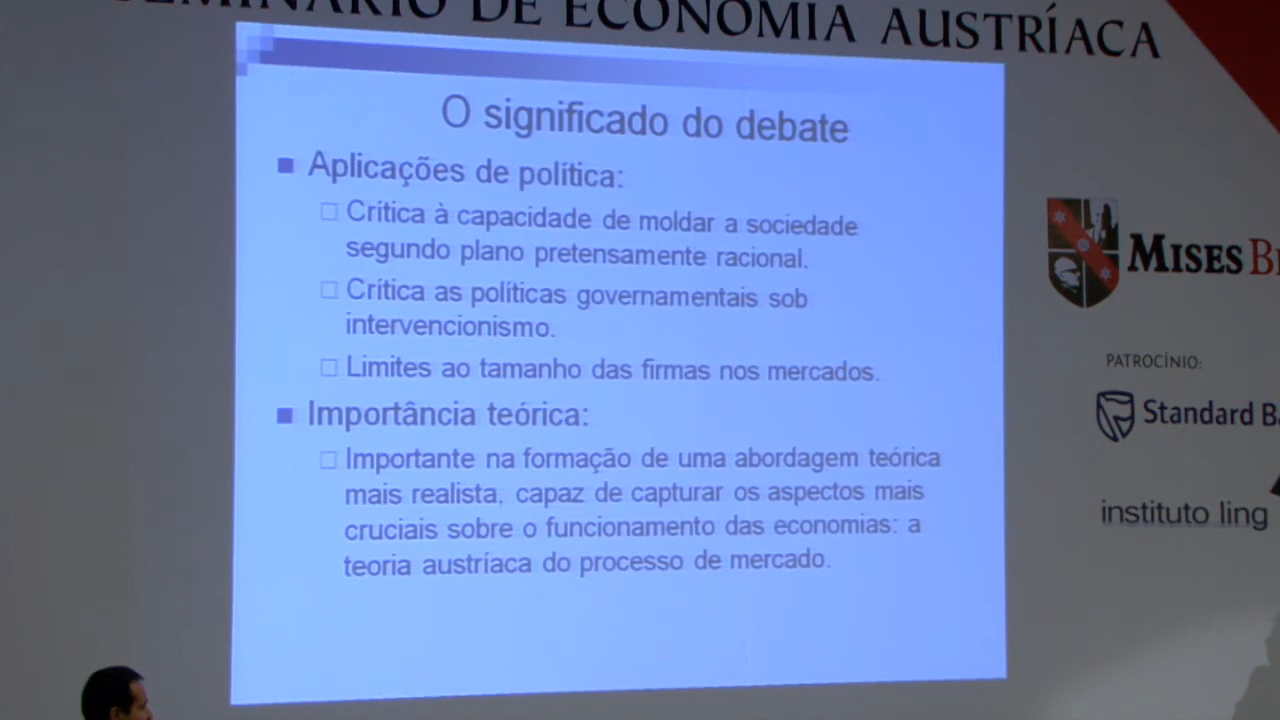 DE ECONOMIA AUSTRÍACA
O significado do debate
Aplicações de política:
Crítica à capacidade de moldar a sociedade
segundo plano pretensamente racional.
Crítica as políticas governamentais sob
intervencionismo.
Limites ao tamanho das firmas nos mercados.
Importância teórica:
Importante na formação de uma abordagem teórica
mais realista, capaz de capturar os aspectos mais
cruciais sobre o funcionamento das economias: a
teoria austríaca do processo de mercado.
MISES
PATROCÍNIO:
Standard
instituto ling